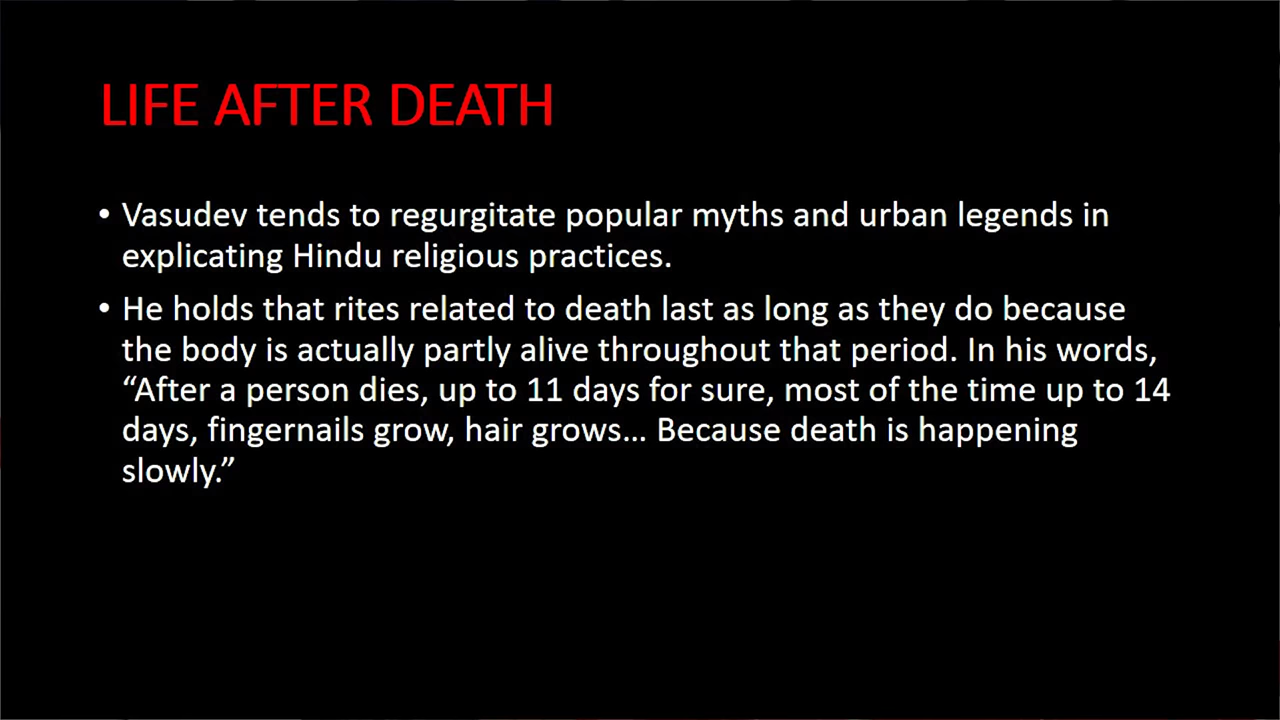 LIFE AFTER DEATH
• Vasudev tends to regurgitate popular myths and urban legends in
explicating Hindu religious practices.
• He holds that rites related to death last as long as they do because
the body is actually partly alive throughout that period. In his words,
“After a person dies, up to 11 days for sure, most of the time up to 14
days, fingernails grow, hair grows… Because death is happening
slowly.”